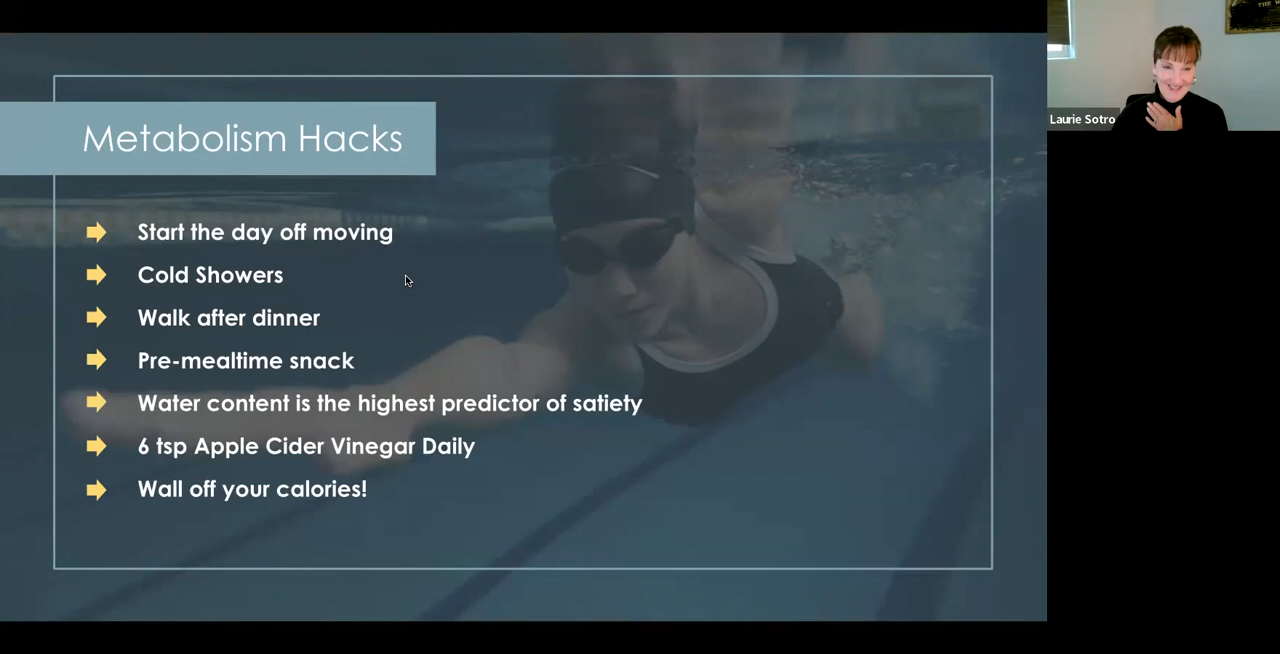 Metabolism Hacks
Start the day off moving
Cold Showers
Walk after dinner
Pre-mealtime snack
Water content is the highest predictor of satiety
6 tsp Apple Cider Vinegar Daily
Wall off your calories!
Laurie Sotro
THE